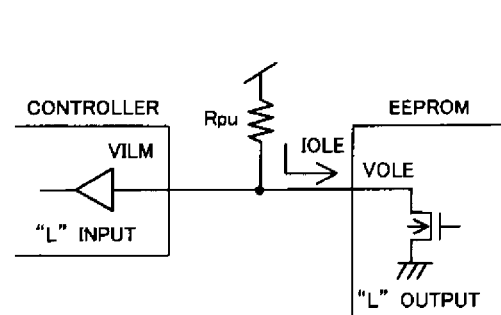 CONTROLLER
EEPROM
Rpu
VILM
IOLE
VOLE
“L” INPUT
“L” OUTPUT